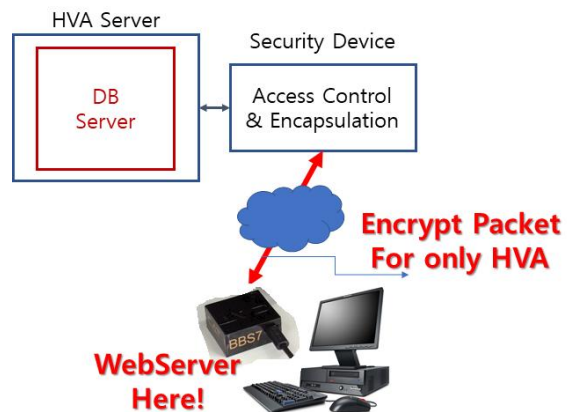 HVA Server
Security Device
DB
Server
Access Control
& Encapsulation
Encrypt Packet
For only HVA
BBS7
WebServer
Here!